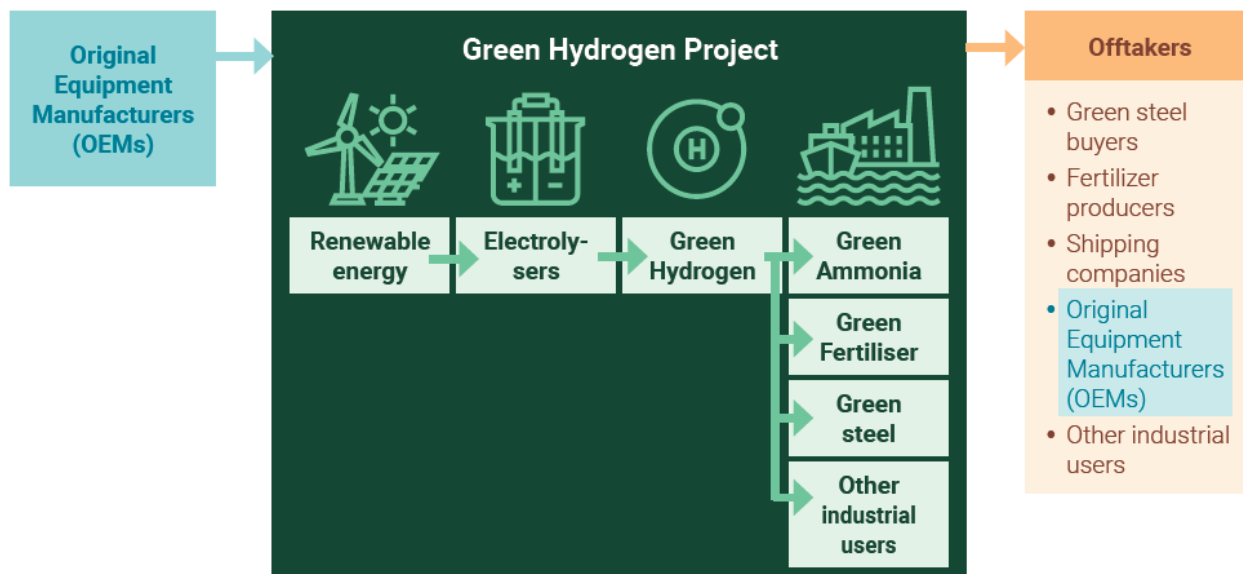 Original
Equipment
Manufacturers
(OEMs)
Green Hydrogen Project
H
+ −
Renewable
energy
Electroly-
sers
Green
Hydrogen
Green
Ammonia
Green
Fertiliser
Green
steel
Other
industrial
users
Offtakers
• Green steel
buyers
• Fertilizer
producers
• Shipping
companies
• Original
Equipment
Manufacturers
(OEMs)
• Other industrial
users